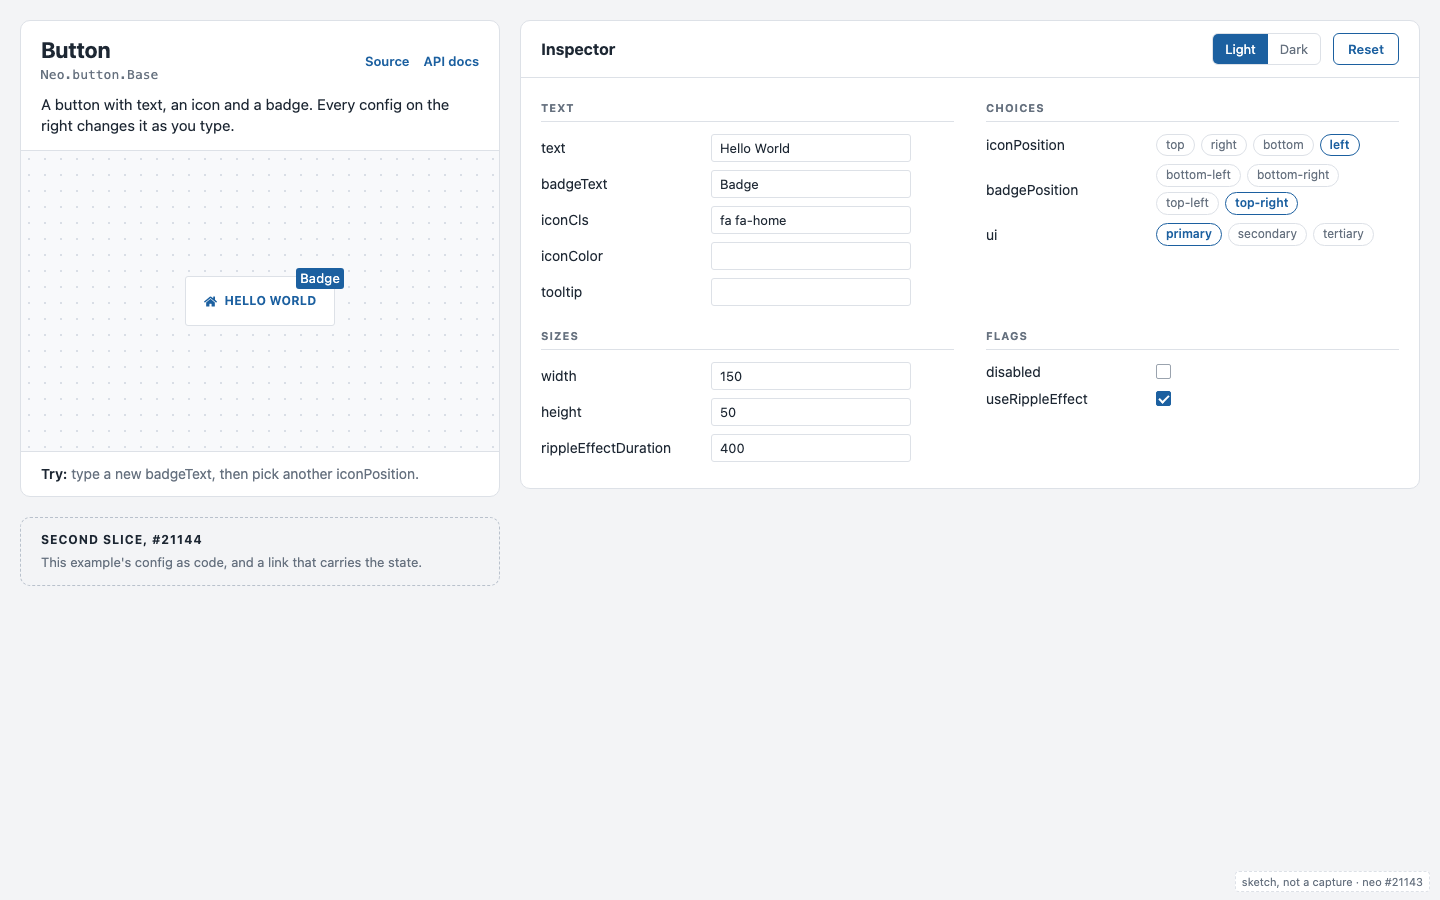 Button
Neo.button.Base
Source API docs
A button with text, an icon and a badge. Every config on the
right changes it as you type.
Badge
HELLO WORLD
Try: type a new badgeText, then pick another iconPosition.
SECOND SLICE, #21144
This example's config as code, and a link that carries the state.
Inspector
Light Dark Reset
TEXT
text Hello World
badgeText Badge
iconCls fa fa-home
iconColor
tooltip
CHOICES
iconPosition top right bottom left
badgePosition bottom-left bottom-right
top-left top-right
ui primary secondary tertiary
SIZES
width 150
height 50
rippleEffectDuration 400
FLAGS
disabled
useRippleEffect
sketch, not a capture · neo #21143